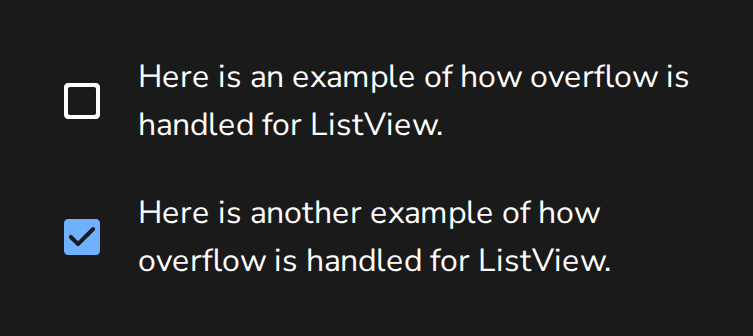 Here is an example of how overflow is
handled for ListView.
Here is another example of how
overflow is handled for ListView.